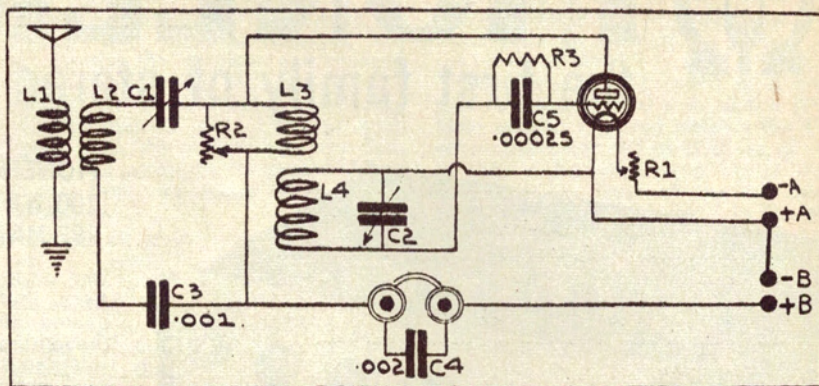 L1
L2
C1
R2
L3
R3
C5
.00025
R1
-A
+A
L4
C2
-B
+B
C3
.001.
.002
C4